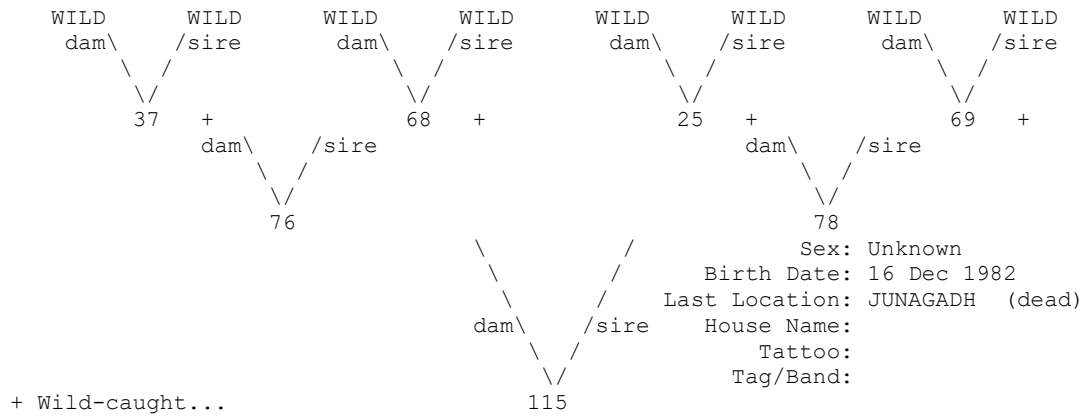 WILD WILD WILD WILD WILD WILD WILD WILD
dam\ /sire dam\ /sire dam\ /sire dam\ /sire
\ / \ / \ / \ /
\/ \/ \/ \/
37 + 68 + 25 + 69 +
dam\ /sire dam\ /sire
\ / \ /
\/ \/
76 78
\ / Sex: Unknown
\ / Birth Date: 16 Dec 1982
\ / Last Location: JUNAGADH (dead)
dam\ /sire House Name:
\ / Tattoo:
\/ Tag/Band:
+ Wild-caught... 115